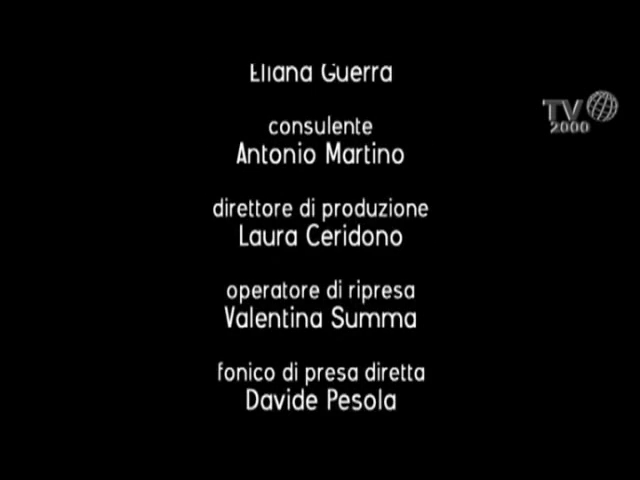 Eliana Guerra
consulente
Antonio Martino
direttore di produzione
Laura Ceridono
operatore di ripresa
Valentina Summa
fonico di presa diretta
Davide Pesola
TV
2000